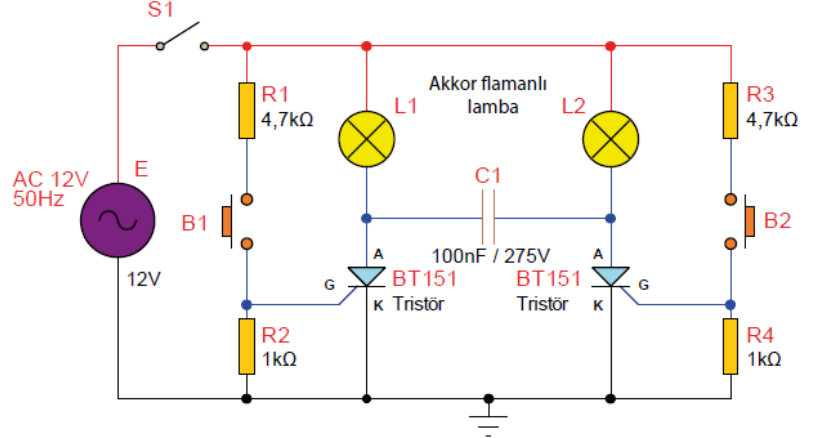 S1
R1
4,7kΩ
L1
Akkor flamanlı
lamba
L2
R3
4,7kΩ
E
AC 12V
50Hz
12V
B1
C1
100nF / 275V
B2
A
G
K
BT151
Tristör
BT151
Tristör
A
K
G
R2
1kΩ
R4
1kΩ